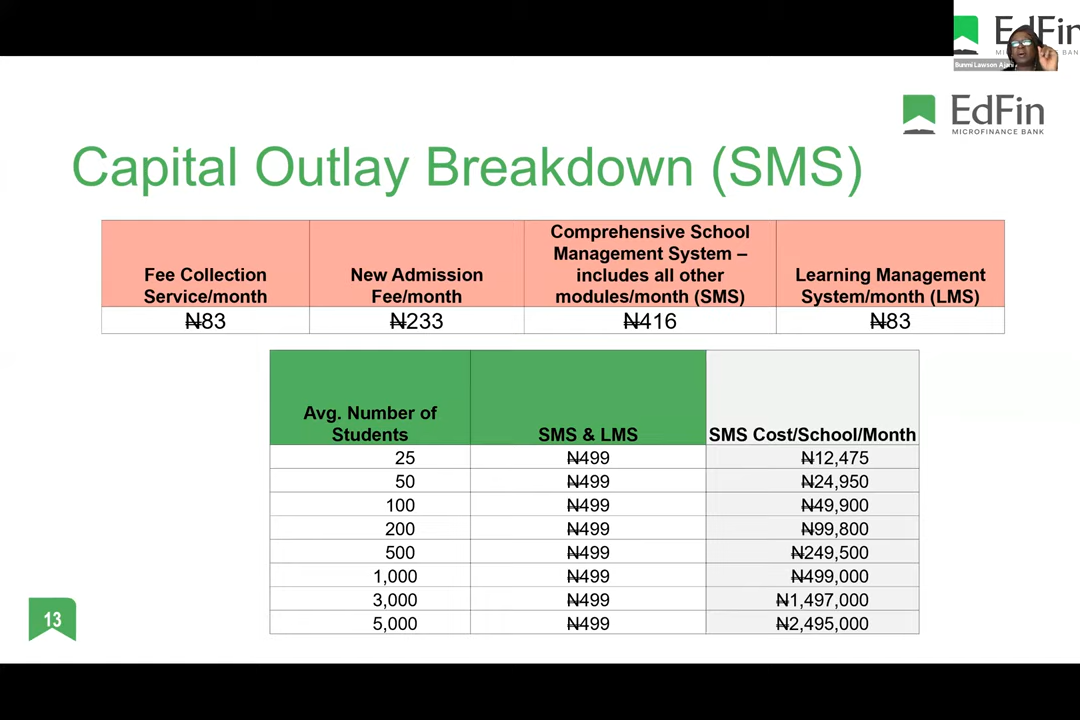 EdFin
Bunmi Lawson Ajani
EdFin
MICROFINANCE BANK
Capital Outlay Breakdown (SMS)
Fee Collection Service/month
New Admission Fee/month
Comprehensive School Management System – includes all other modules/month (SMS)
Learning Management System/month (LMS)
₦83
₦233
₦416
₦83
Avg. Number of Students
SMS & LMS
SMS Cost/School/Month
25 ₦499 ₦12,475
50 ₦499 ₦24,950
100 ₦499 ₦49,900
200 ₦499 ₦99,800
500 ₦499 ₦249,500
1,000 ₦499 ₦499,000
3,000 ₦499 ₦1,497,000
5,000 ₦499 ₦2,495,000
13